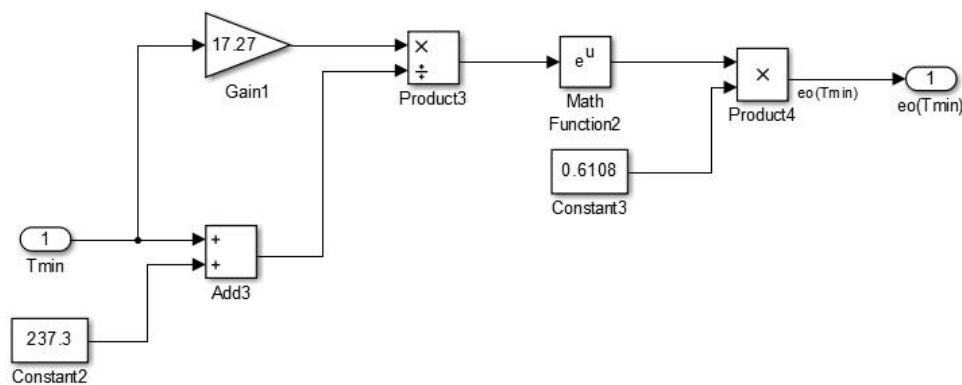 17.27
Gain1
×
÷
Product3
e^u
Math
Function2
×
Product4
eo(Tmin)
1
eo(Tmin)
0.6108
Constant3
1
Tmin
+
+
Add3
237.3
Constant2